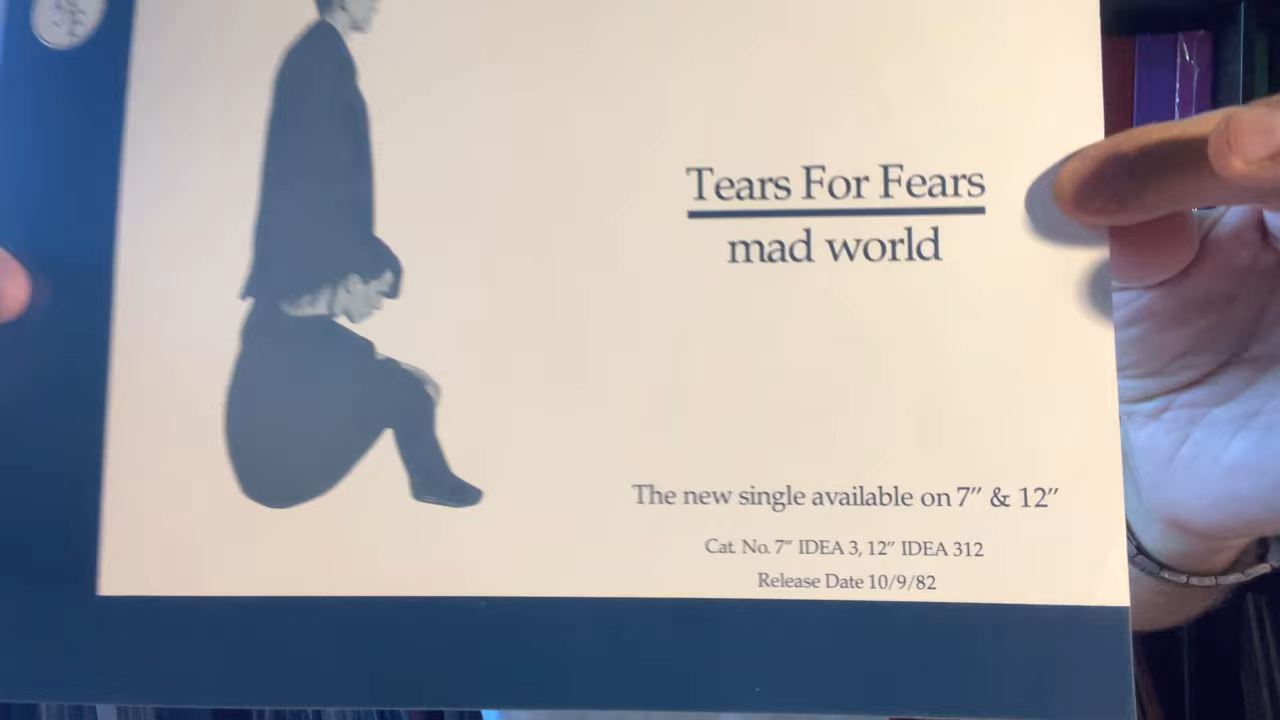 Tears For Fears
mad world
The new single available on 7″ & 12″
Cat. No. 7″ IDEA 3, 12″ IDEA 312
Release Date 10/9/82